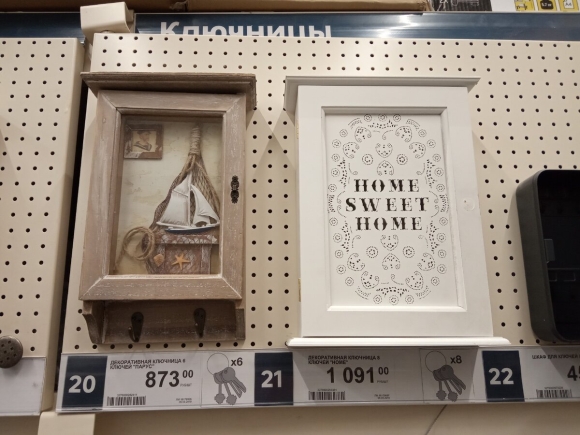 Ключницы
HOME
SWEET
HOME
20
ДЕКОРАТИВНАЯ КЛЮЧНИЦА 6
КЛЮЧЕЙ "ПАРУС"
873 00
x6
21
ДЕКОРАТИВНАЯ КЛЮЧНИЦА 8
КЛЮЧЕЙ "HOME"
1 091 00
x8
22